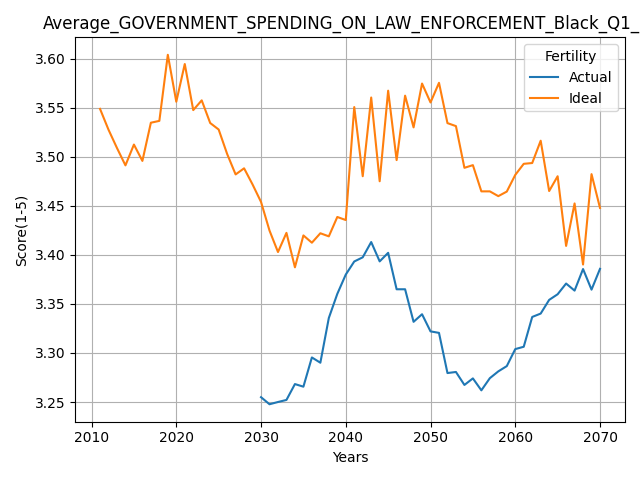 Average_GOVERNMENT_SPENDING_ON_LAW_ENFORCEMENT_Black_Q1_
Fertility
Actual
Ideal
Score(1-5)
3.60
3.55
3.50
3.45
3.40
3.35
3.30
3.25
2010 2020 2030 2040 2050 2060 2070
Years